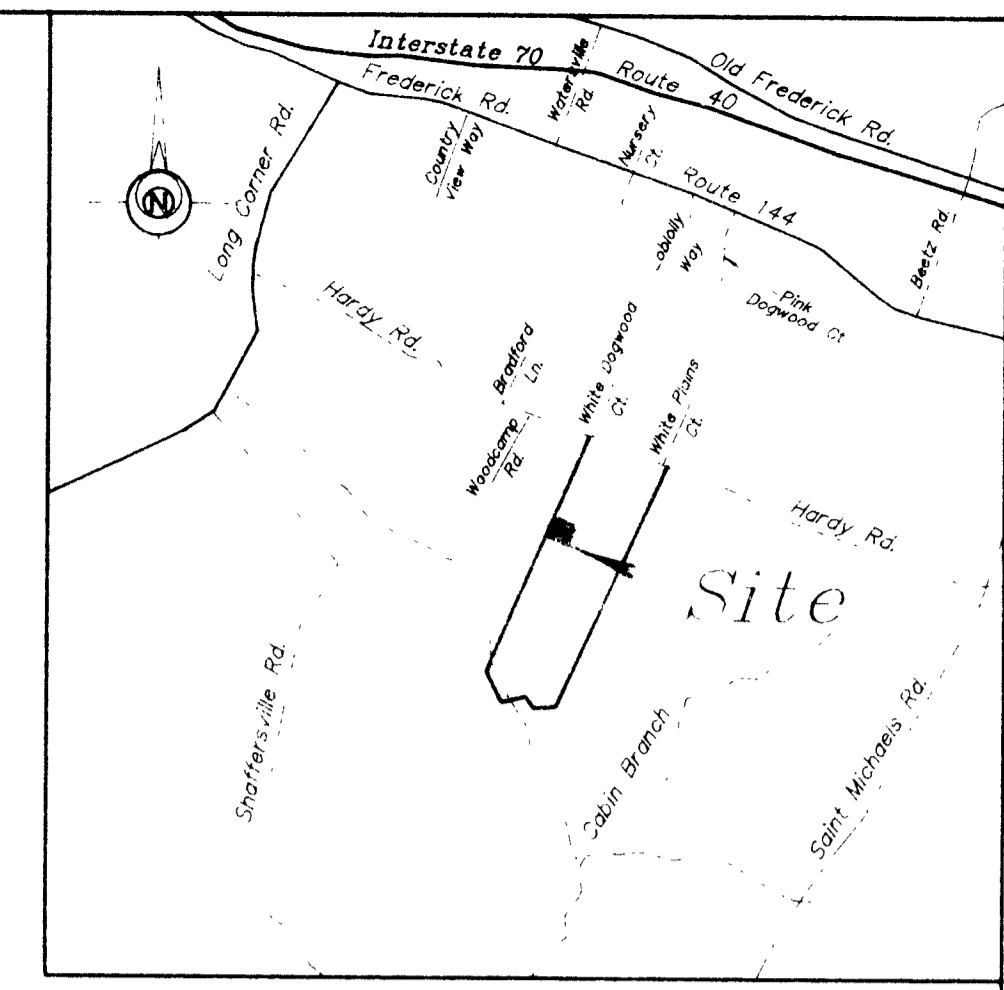 Interstate 70
Route 40
Old Frederick Rd.
Frederick Rd.
Watersville
Rd.
Country
View Way
Nursery
Ct.
Route 144
Long Corner Rd.
N
Loblolly
Way
Beetz Rd.
Pink
Dogwood Ct
Hardy Rd.
Bradford
Ln.
White Dogwood
Ct.
White Plains
Ct.
Woodcamp
Rd.
Hardy Rd.
Site
Shaffersville Rd.
Cabin Branch
Saint Michaels Rd.